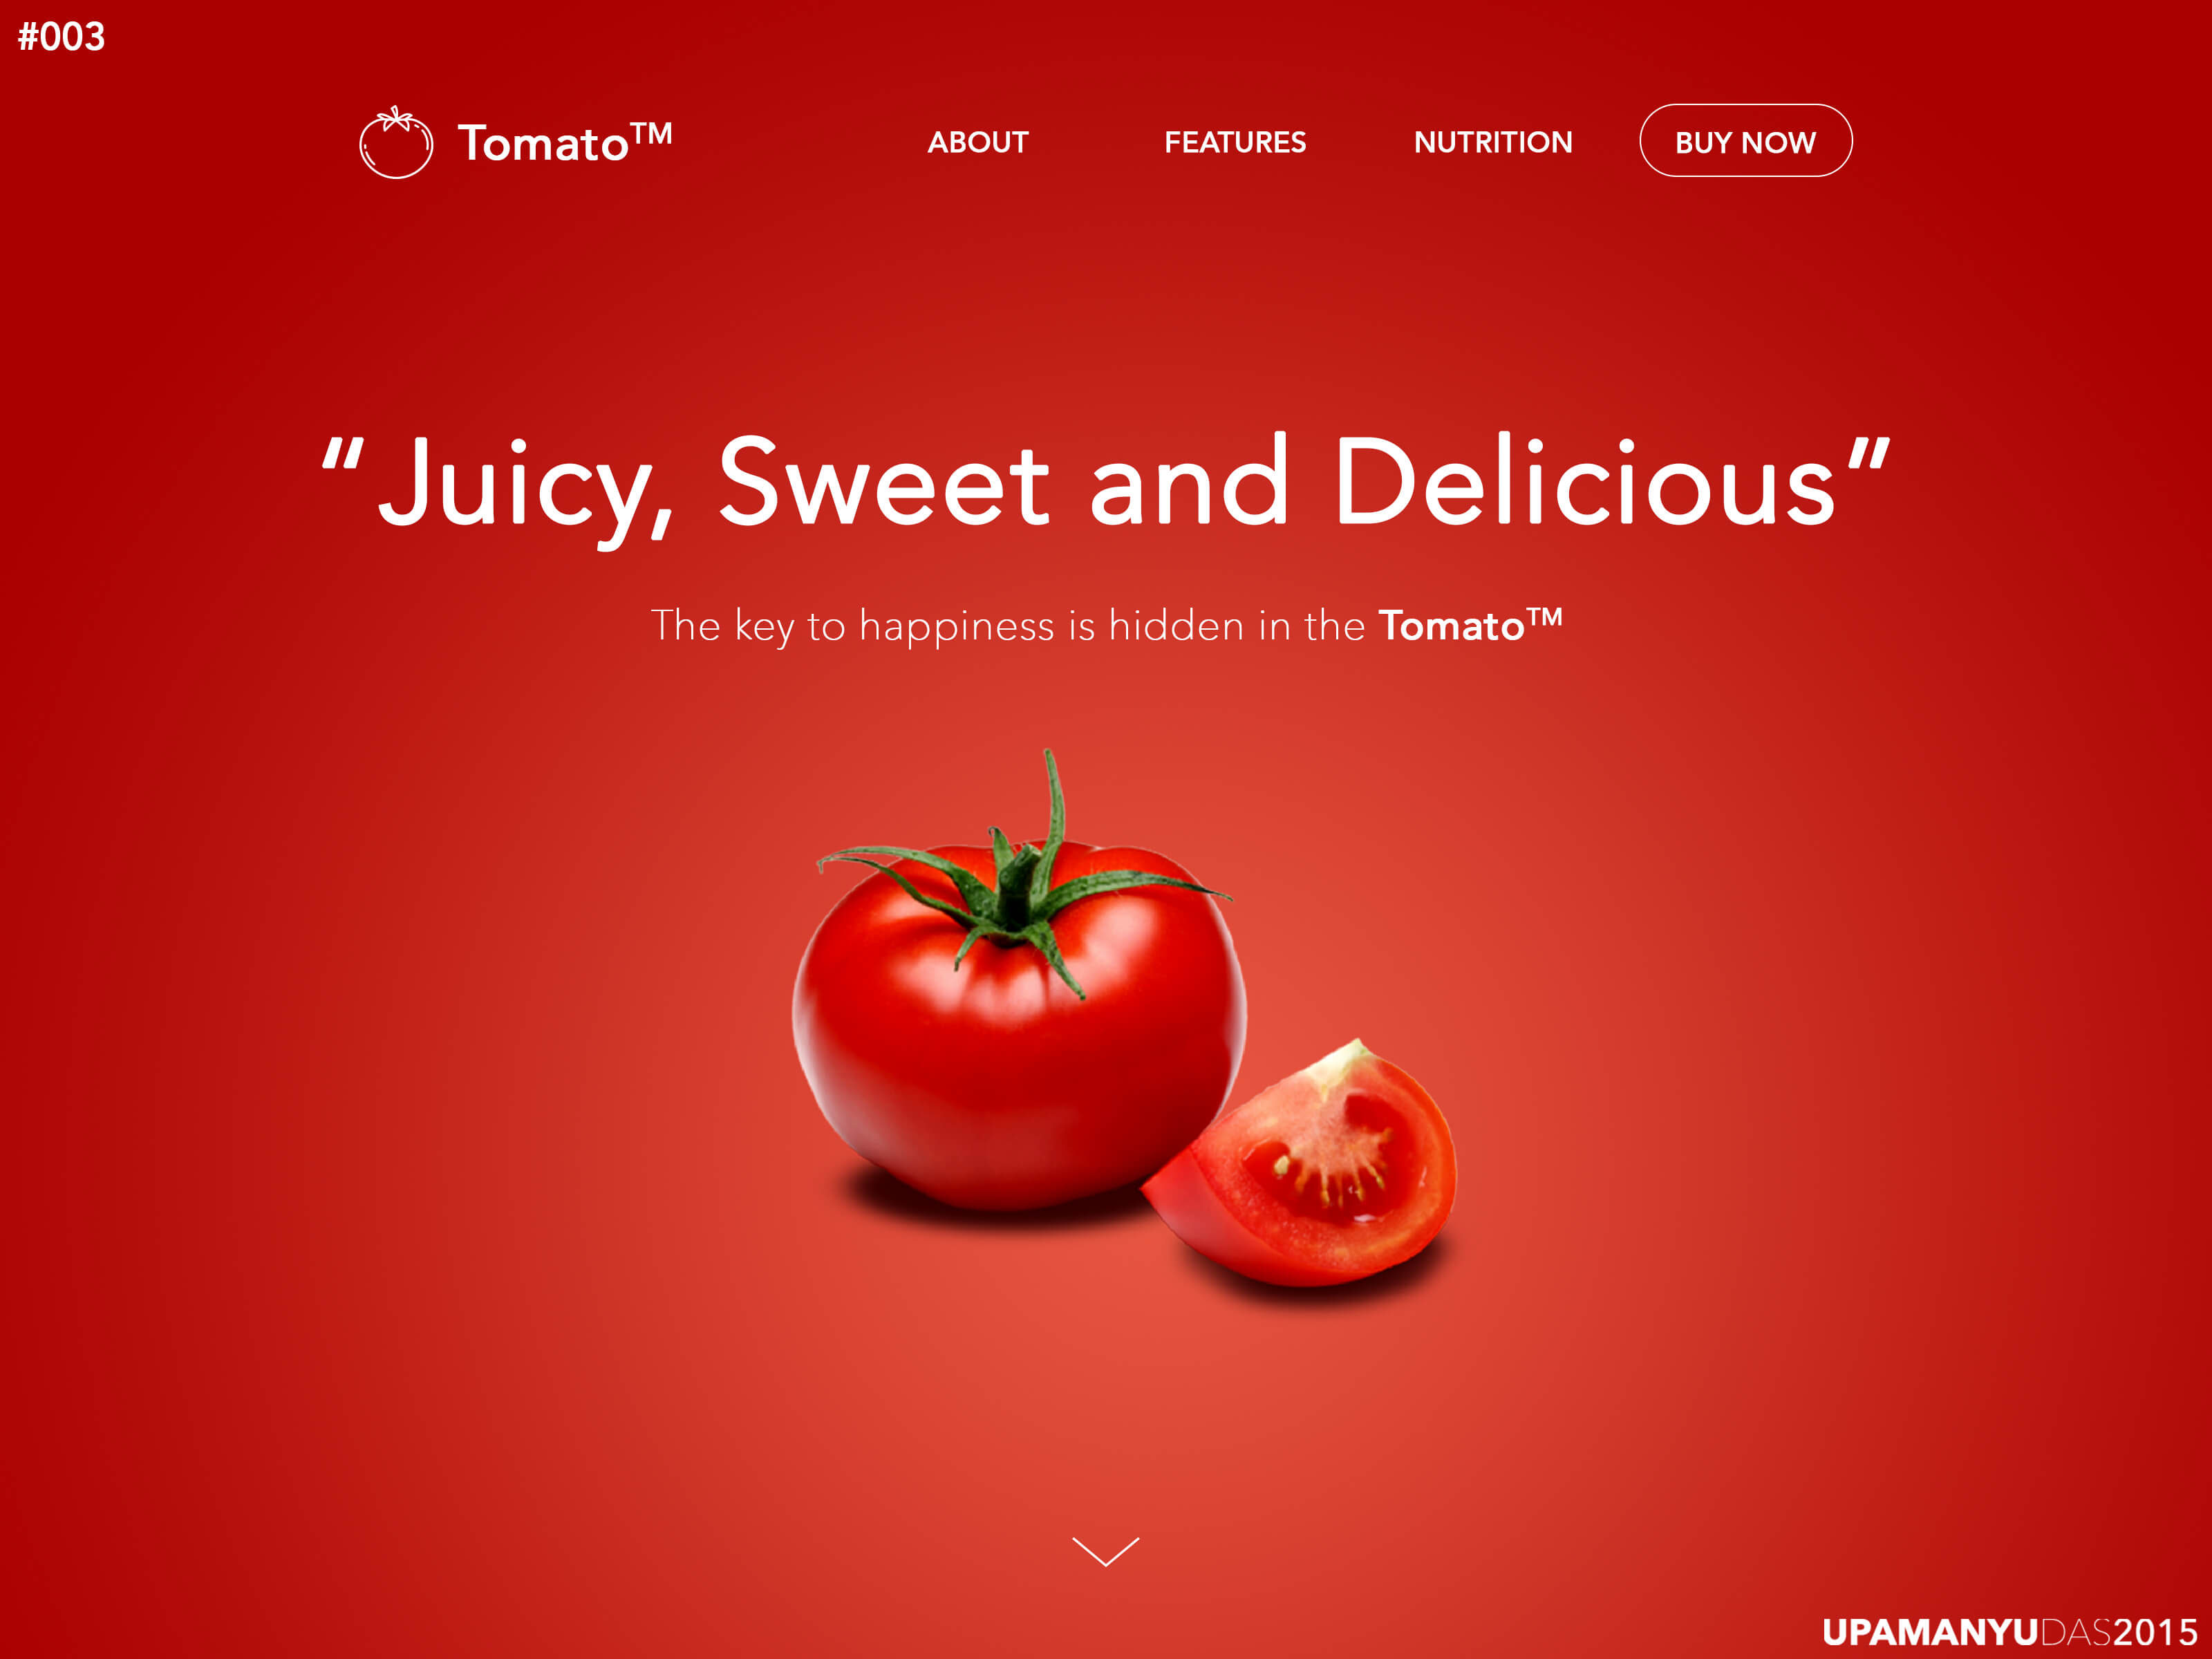 #003
Tomato™ ABOUT FEATURES NUTRITION BUY NOW
“Juicy, Sweet and Delicious”
The key to happiness is hidden in the Tomato™
UPAMANYUDAS2015